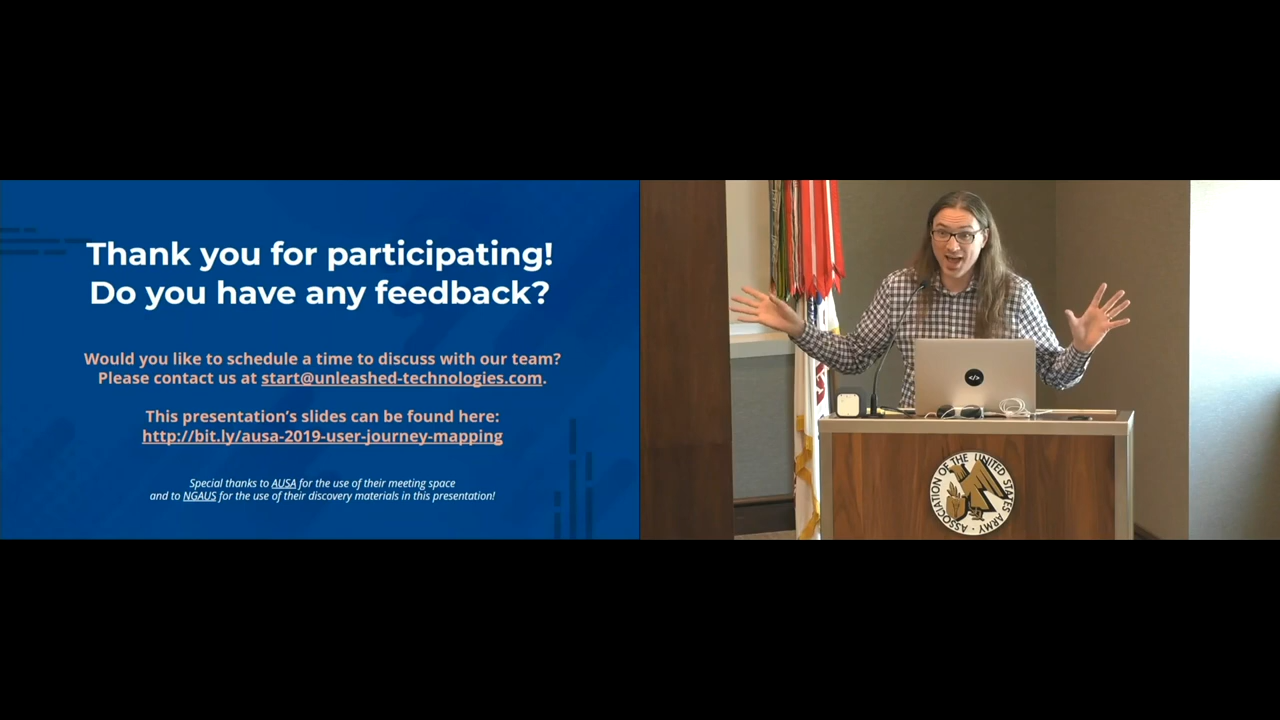 Thank you for participating!
Do you have any feedback?
Would you like to schedule a time to discuss with our team?
Please contact us at start@unleashed-technologies.com.
This presentation’s slides can be found here:
http://bit.ly/ausa-2019-user-journey-mapping
Special thanks to AUSA for the use of their meeting space
and to NGAUS for the use of their discovery materials in this presentation!
</>
ASSOCIATION OF THE UNITED STATES ARMY